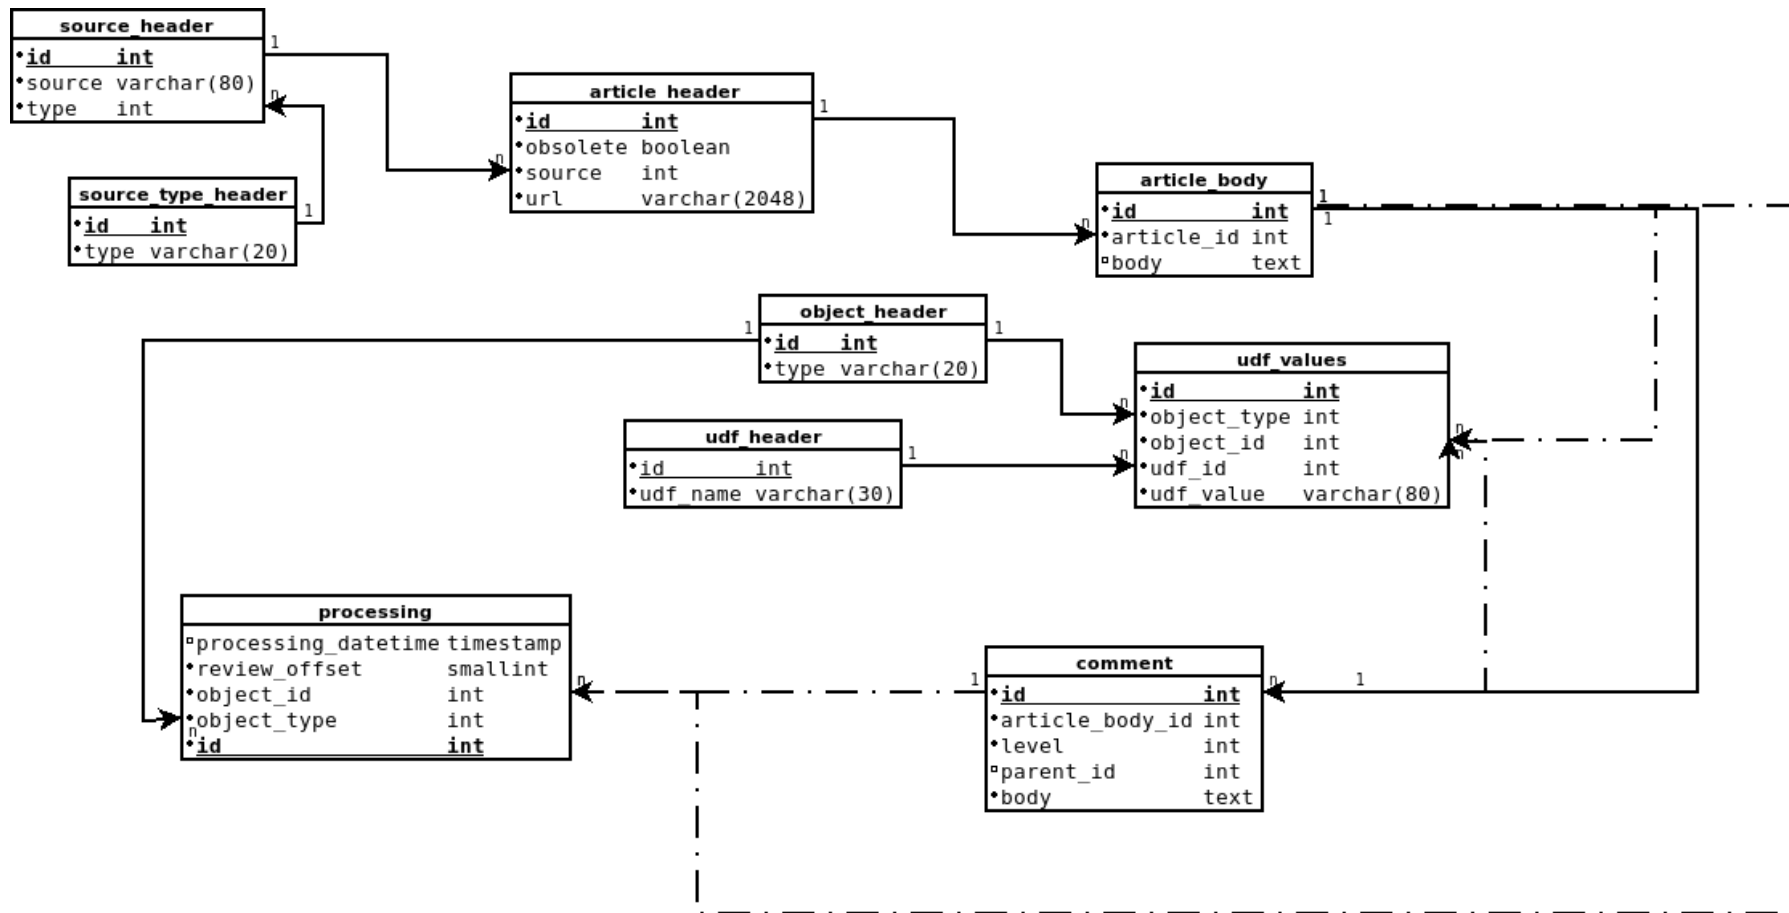 source_header
id int
source varchar(80)
type int
1
n
source_type_header
id int
type varchar(20)
1
article_header
id int
obsolete boolean
source int
url varchar(2048)
n
1
article_body
id int
article_id int
body text
n
1
1
object_header
id int
type varchar(20)
1
1
udf_header
id int
udf_name varchar(30)
1
udf_values
id int
object_type int
object_id int
udf_id int
udf_value varchar(80)
n
n
n
n
processing
processing_datetime timestamp
review_offset smallint
object_id int
object_type int
id int
n
n
comment
id int
article_body_id int
level int
parent_id int
body text
1
n
1